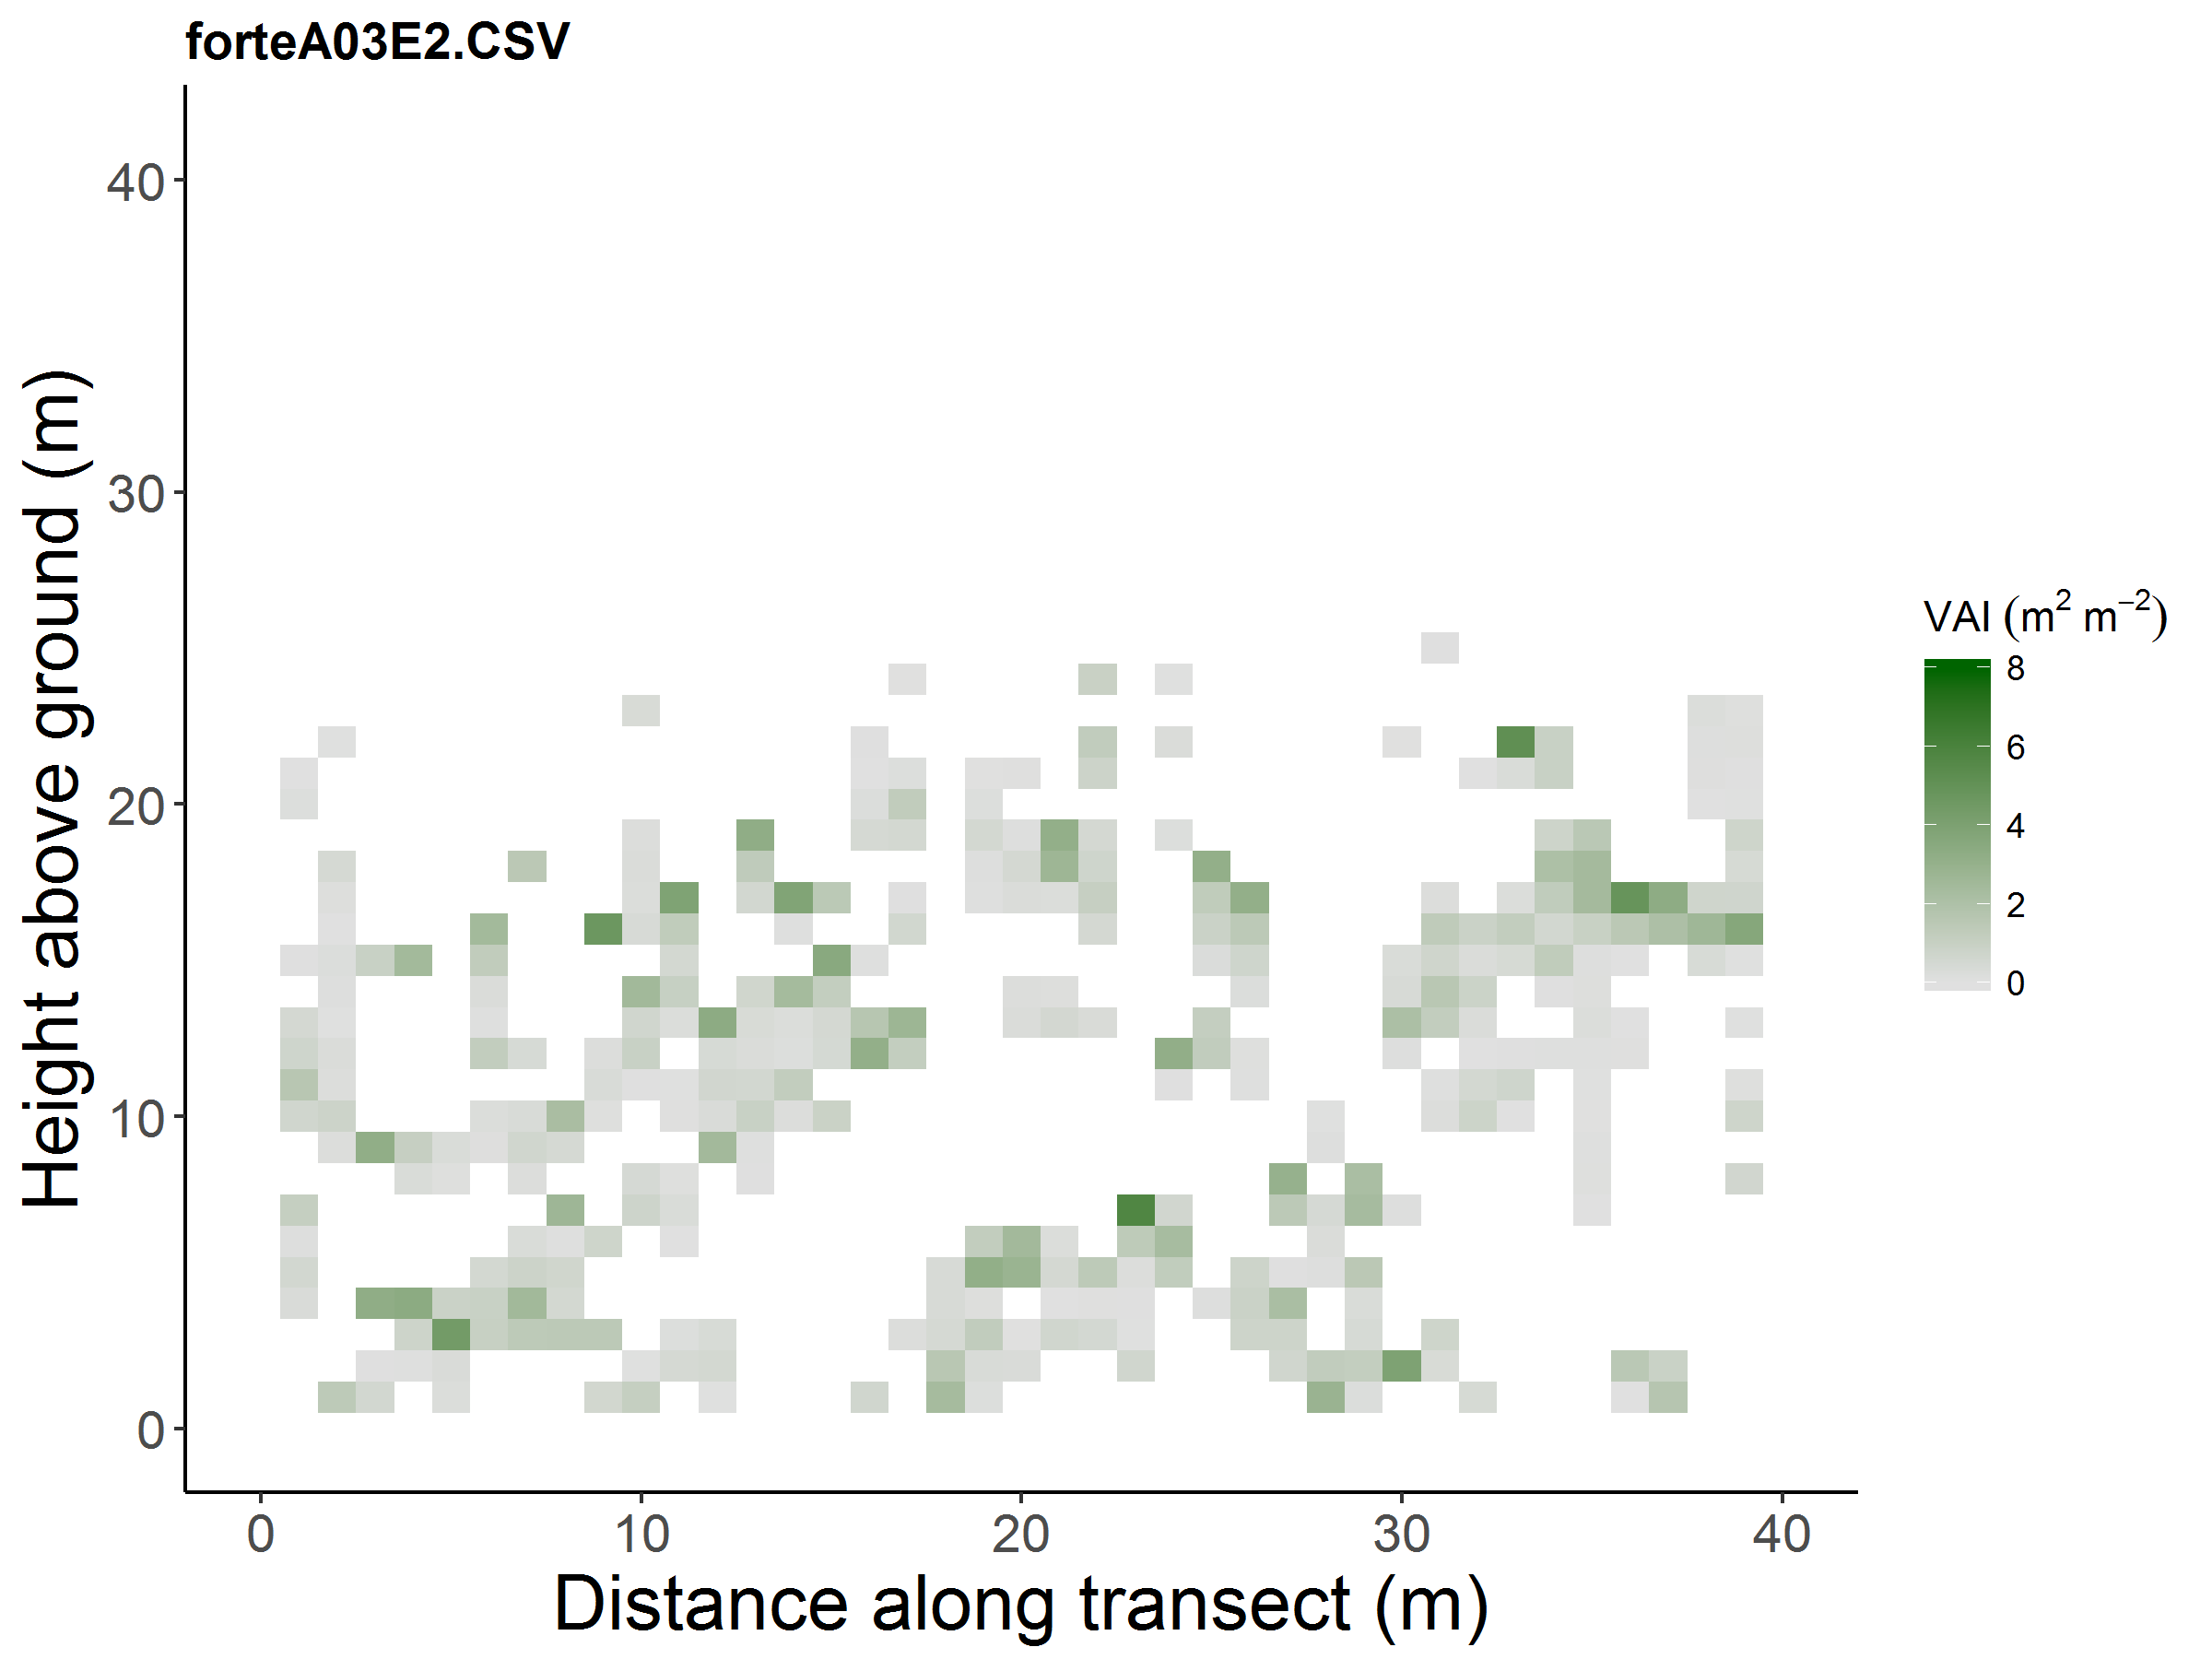 forteA03E2.CSV
40
30
20
10
0
Height above ground (m)
0 10 20 30 40
Distance along transect (m)
VAI (m² m⁻²)
8
6
4
2
0